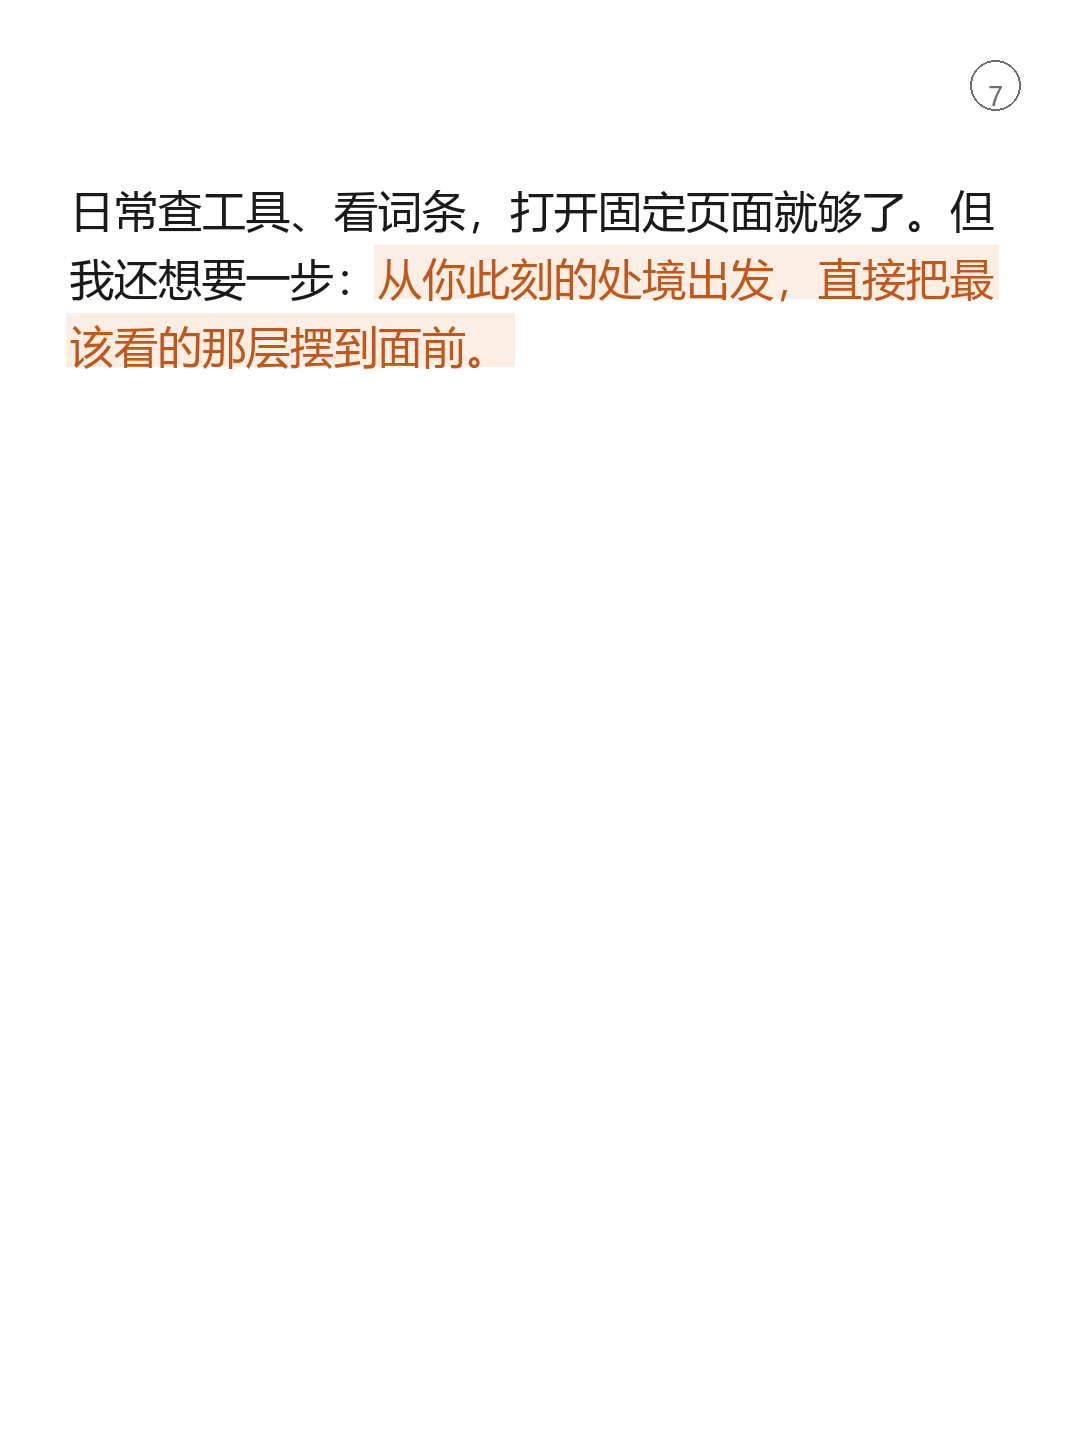 7
日常查工具、看词条，打开固定页面就够了。但
我还想要一步：从你此刻的处境出发，直接把最
该看的那层摆到面前。